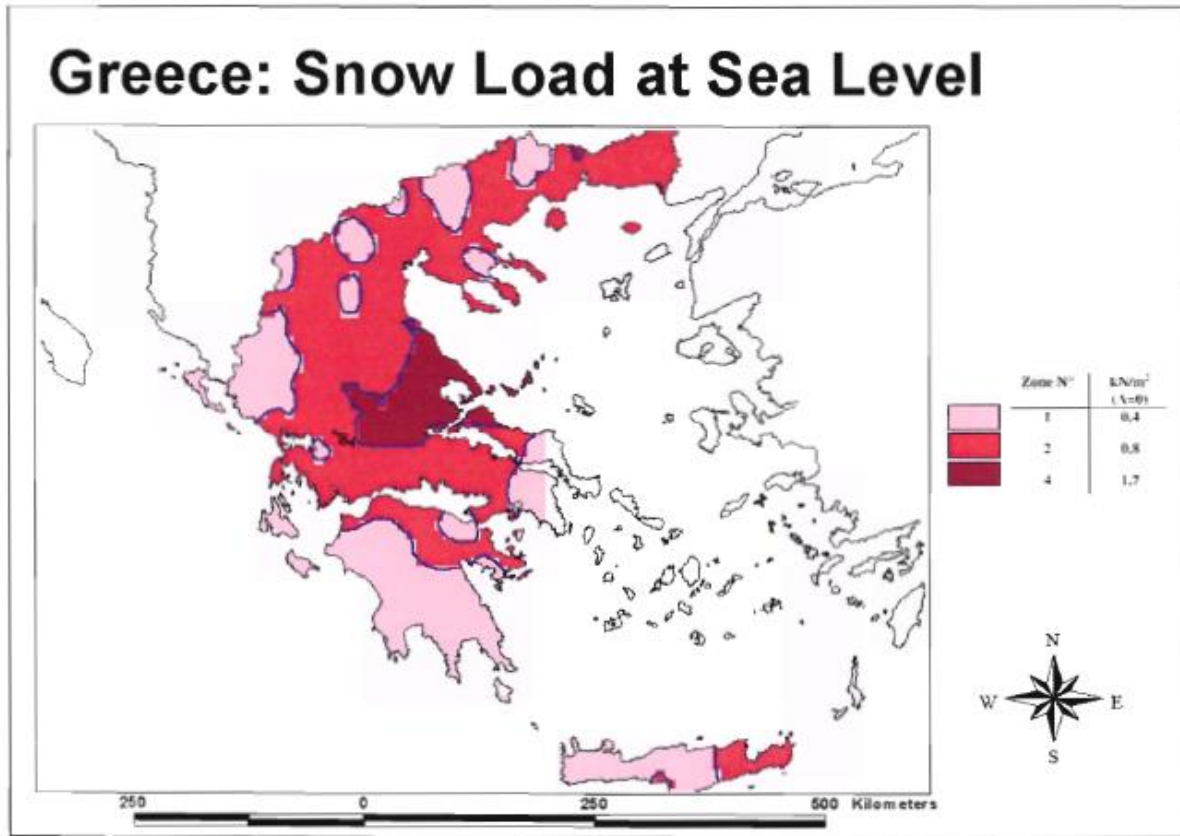 Greece: Snow Load at Sea Level
Zone N° kN/m²
(A=0)
1 0.4
2 0.8
4 1.7
N
W E
S
250 0 250 500 Kilometers